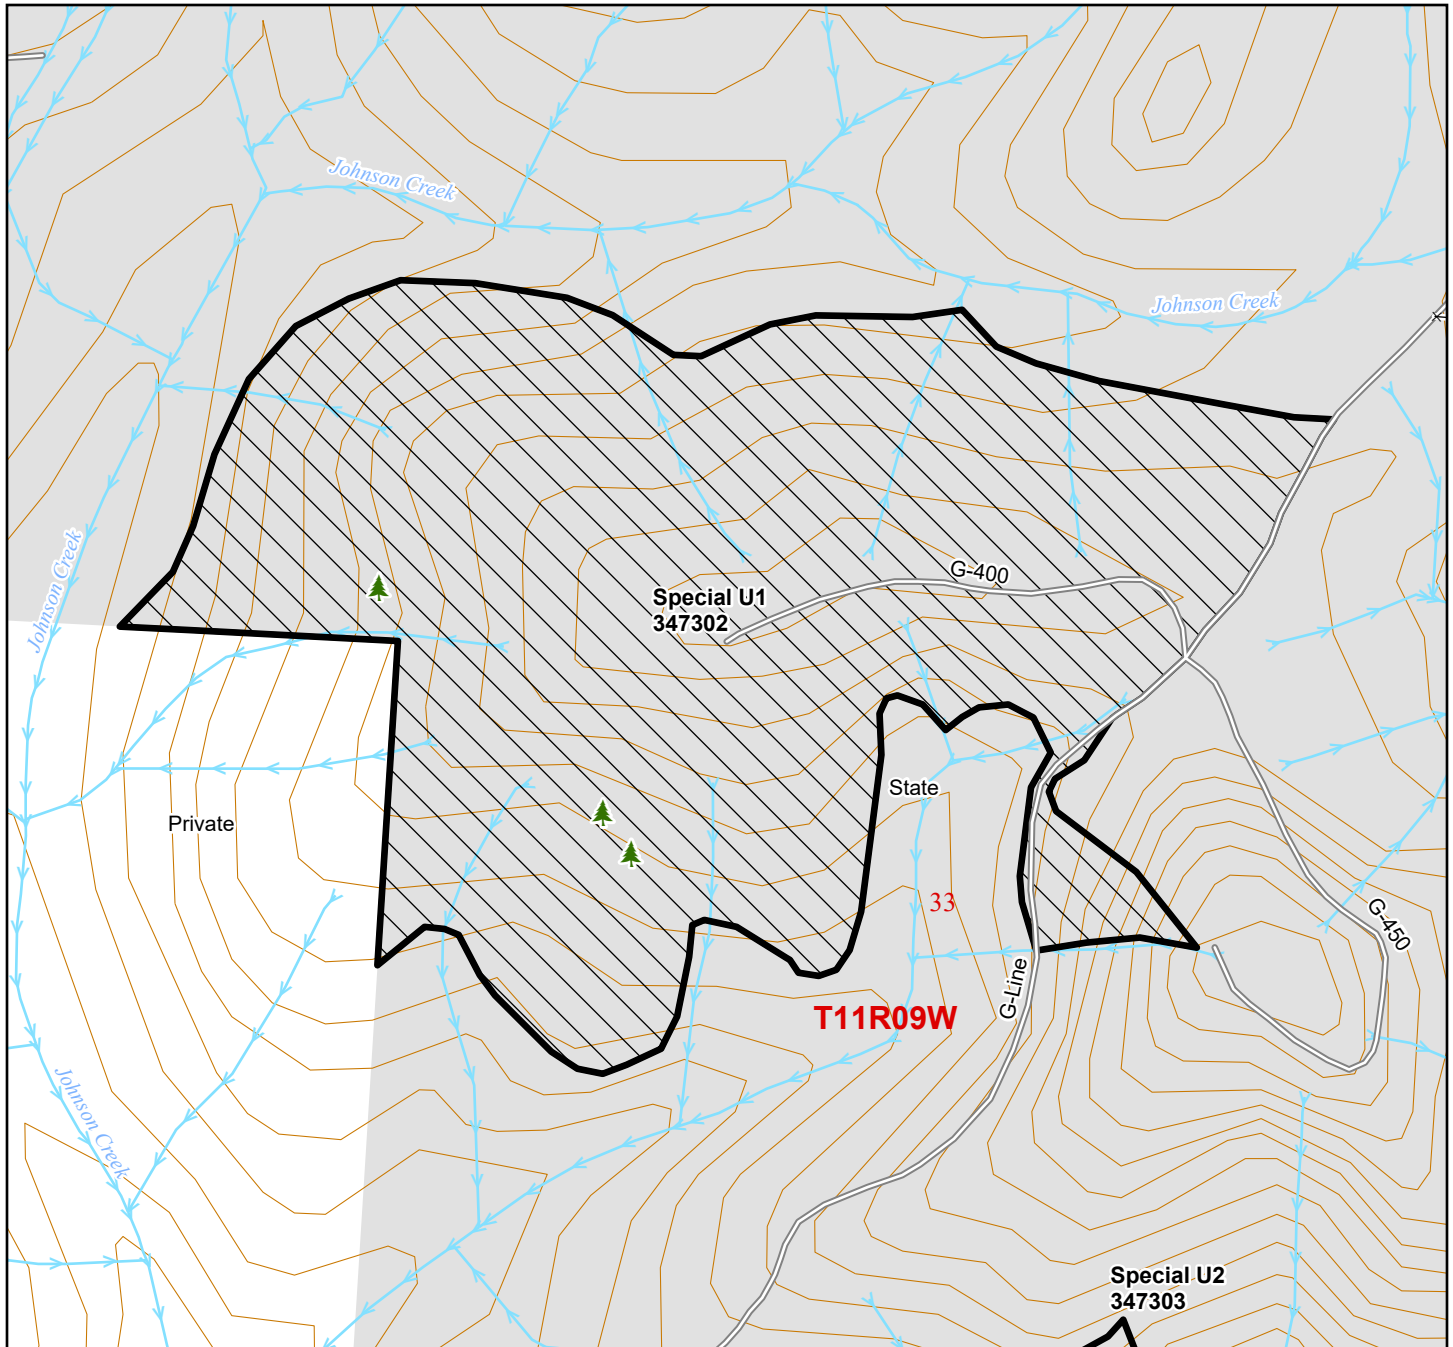 Johnson Creek
Johnson Creek
Johnson Creek
G-400
Special U1
347302
State
Private
33
G-450
G-Line
T11R09W
Johnson Creek
Special U2
347303